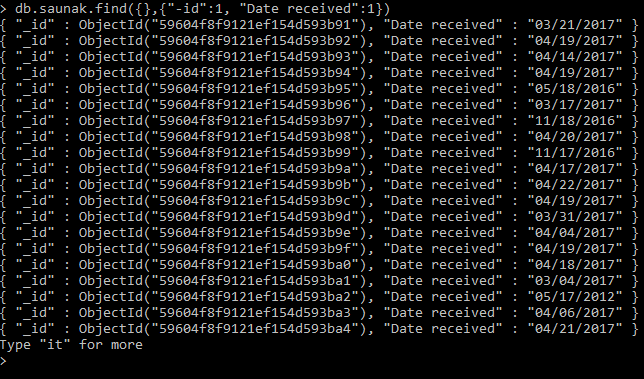 > db.saunak.find({},{"-id":1, "Date received":1})
{ "_id" : ObjectId("59604f8f9121ef154d593b91"), "Date received" : "03/21/2017" }
{ "_id" : ObjectId("59604f8f9121ef154d593b92"), "Date received" : "04/19/2017" }
{ "_id" : ObjectId("59604f8f9121ef154d593b93"), "Date received" : "04/14/2017" }
{ "_id" : ObjectId("59604f8f9121ef154d593b94"), "Date received" : "04/19/2017" }
{ "_id" : ObjectId("59604f8f9121ef154d593b95"), "Date received" : "05/18/2016" }
{ "_id" : ObjectId("59604f8f9121ef154d593b96"), "Date received" : "03/17/2017" }
{ "_id" : ObjectId("59604f8f9121ef154d593b97"), "Date received" : "11/18/2016" }
{ "_id" : ObjectId("59604f8f9121ef154d593b98"), "Date received" : "04/20/2017" }
{ "_id" : ObjectId("59604f8f9121ef154d593b99"), "Date received" : "11/17/2016" }
{ "_id" : ObjectId("59604f8f9121ef154d593b9a"), "Date received" : "04/17/2017" }
{ "_id" : ObjectId("59604f8f9121ef154d593b9b"), "Date received" : "04/22/2017" }
{ "_id" : ObjectId("59604f8f9121ef154d593b9c"), "Date received" : "04/19/2017" }
{ "_id" : ObjectId("59604f8f9121ef154d593b9d"), "Date received" : "03/31/2017" }
{ "_id" : ObjectId("59604f8f9121ef154d593b9e"), "Date received" : "04/04/2017" }
{ "_id" : ObjectId("59604f8f9121ef154d593b9f"), "Date received" : "04/19/2017" }
{ "_id" : ObjectId("59604f8f9121ef154d593ba0"), "Date received" : "04/18/2017" }
{ "_id" : ObjectId("59604f8f9121ef154d593ba1"), "Date received" : "03/04/2017" }
{ "_id" : ObjectId("59604f8f9121ef154d593ba2"), "Date received" : "05/17/2012" }
{ "_id" : ObjectId("59604f8f9121ef154d593ba3"), "Date received" : "04/06/2017" }
{ "_id" : ObjectId("59604f8f9121ef154d593ba4"), "Date received" : "04/21/2017" }
Type "it" for more
>